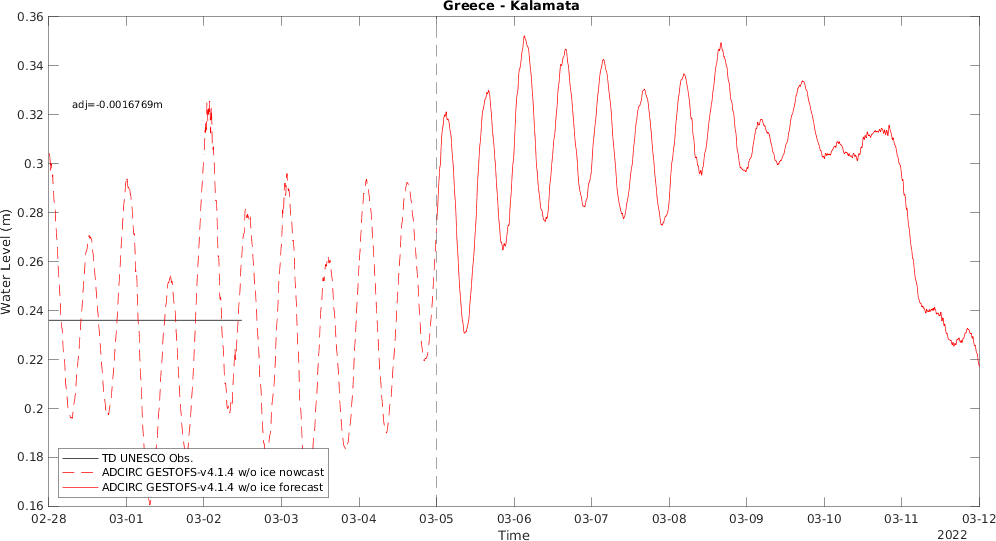 Greece - Kalamata
0.36
0.34
0.32
0.3
0.28
0.26
0.24
0.22
0.2
0.18
0.16
Water Level (m)
adj=-0.0016769m
TD UNESCO Obs.
ADCIRC GESTOFS-v4.1.4 w/o ice nowcast
ADCIRC GESTOFS-v4.1.4 w/o ice forecast
02-28 03-01 03-02 03-03 03-04 03-05 03-06 03-07 03-08 03-09 03-10 03-11 03-12
Time
2022